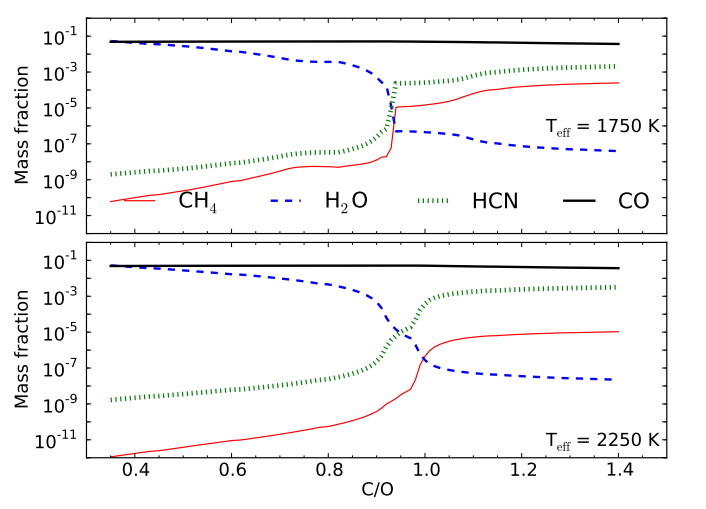 10^-1
10^-3
10^-5
10^-7
10^-9
10^-11
Mass fraction
T_eff = 1750 K
CH_4 H_2O HCN CO
10^-1
10^-3
10^-5
10^-7
10^-9
10^-11
Mass fraction
T_eff = 2250 K
0.4 0.6 0.8 1.0 1.2 1.4
C/O